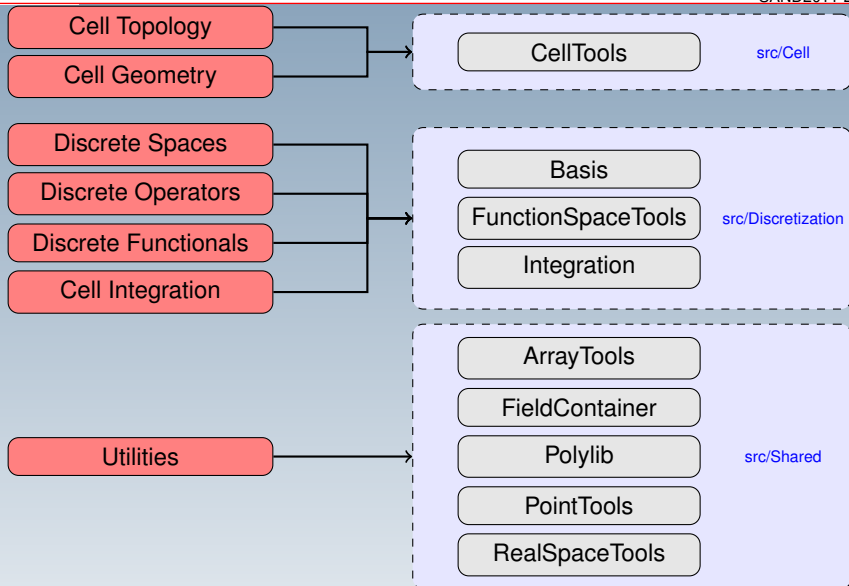 Cell Topology
Cell Geometry
CellTools
src/Cell
Discrete Spaces
Discrete Operators
Discrete Functionals
Cell Integration
Basis
FunctionSpaceTools
Integration
src/Discretization
Utilities
ArrayTools
FieldContainer
Polylib
PointTools
RealSpaceTools
src/Shared